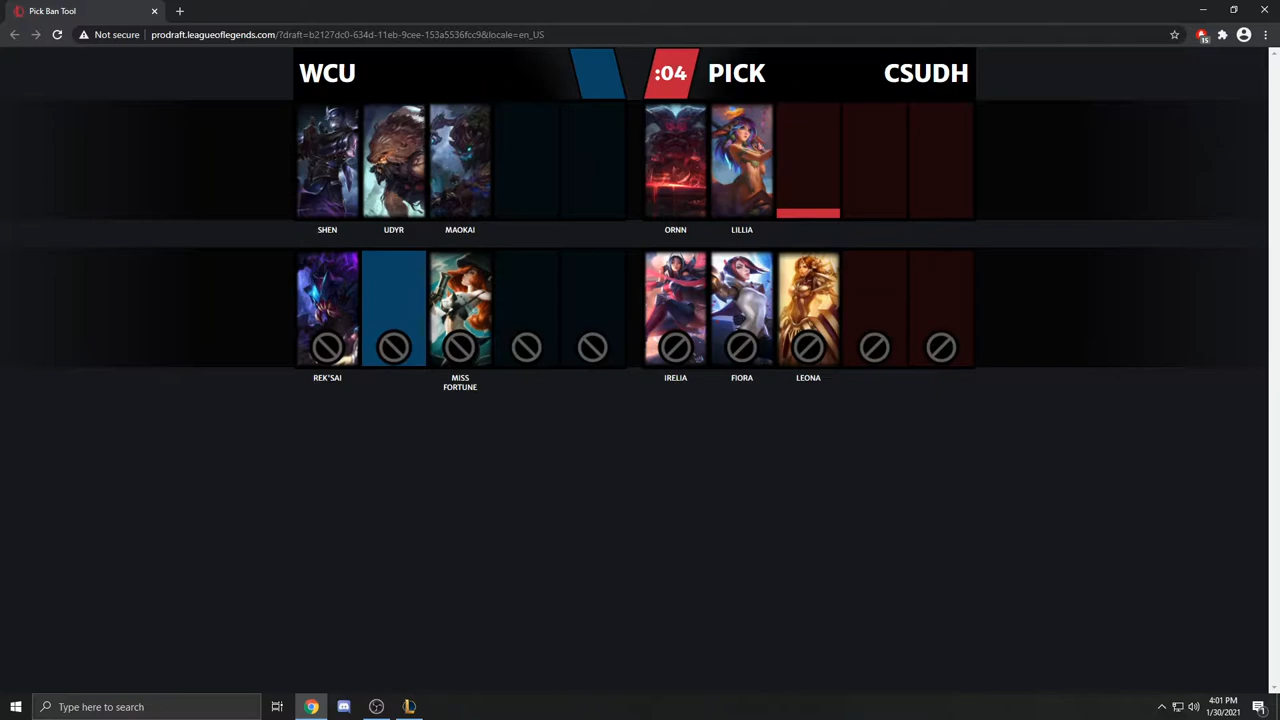 Pick Ban Tool
Not secure
prodraft.leagueoflegends.com/?draft=b2127dc0-634d-11eb-9cee-153a5536fcc9&locale=en_US
15
WCU
:04
PICK
CSUDH
SHEN
UDYR
MAOKAI
ORNN
LILLIA
REK'SAI
MISS
FORTUNE
IRELIA
FIORA
LEONA
Type here to search
4:01 PM
1/30/2021
1